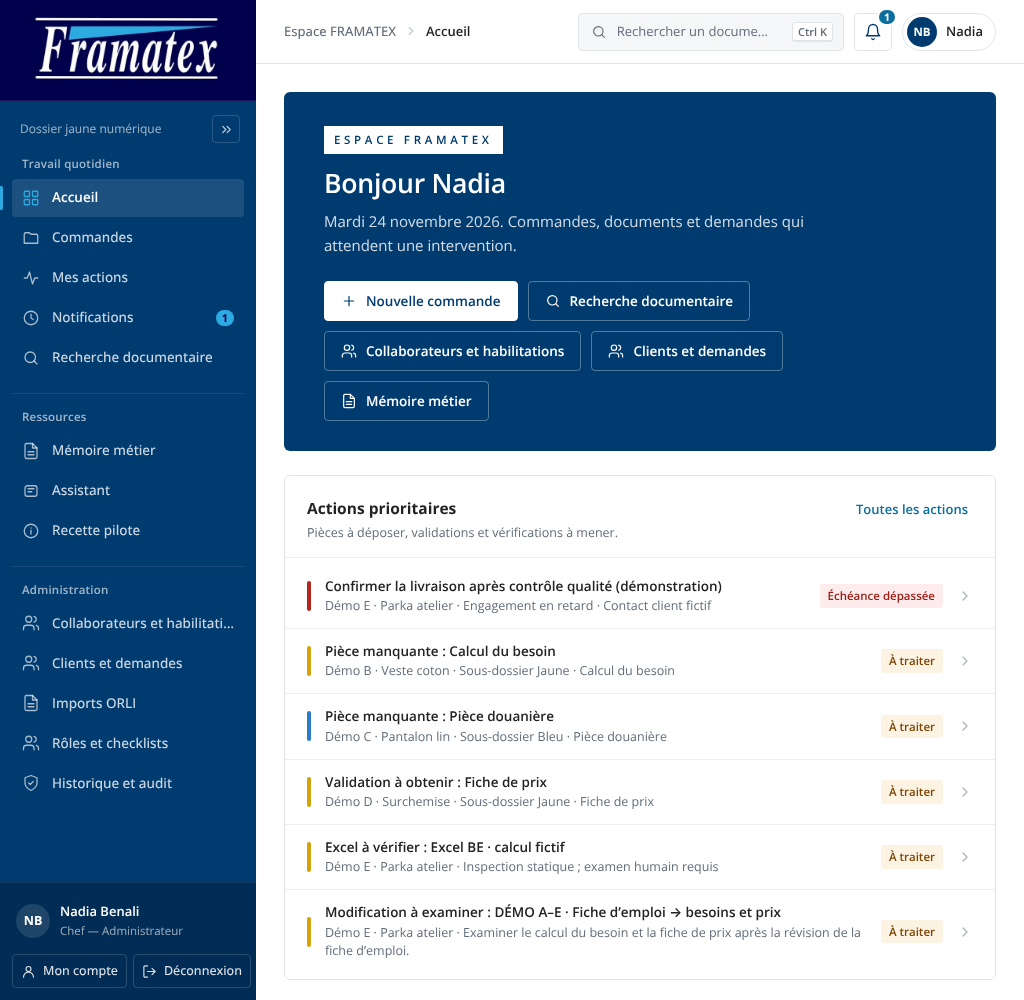 Framatex
Dossier jaune numérique
Travail quotidien
Accueil
Commandes
Mes actions
Notifications 1
Recherche documentaire
Ressources
Mémoire métier
Assistant
Recette pilote
Administration
Collaborateurs et habilitati...
Clients et demandes
Imports ORLI
Rôles et checklists
Historique et audit
NB
Nadia Benali
Chef — Administrateur
Mon compte
Déconnexion
Espace FRAMATEX Accueil
Rechercher un docume... Ctrl K
1
NB Nadia
ESPACE FRAMATEX
Bonjour Nadia
Mardi 24 novembre 2026. Commandes, documents et demandes qui
attendent une intervention.
Nouvelle commande
Recherche documentaire
Collaborateurs et habilitations
Clients et demandes
Mémoire métier
Actions prioritaires
Toutes les actions
Pièces à déposer, validations et vérifications à mener.
Confirmer la livraison après contrôle qualité (démonstration)
Démo E · Parka atelier · Engagement en retard · Contact client fictif
Échéance dépassée
Pièce manquante : Calcul du besoin
Démo B · Veste coton · Sous-dossier Jaune · Calcul du besoin
À traiter
Pièce manquante : Pièce douanière
Démo C · Pantalon lin · Sous-dossier Bleu · Pièce douanière
À traiter
Validation à obtenir : Fiche de prix
Démo D · Surchemise · Sous-dossier Jaune · Fiche de prix
À traiter
Excel à vérifier : Excel BE · calcul fictif
Démo E · Parka atelier · Inspection statique ; examen humain requis
À traiter
Modification à examiner : DÉMO A–E · Fiche d’emploi → besoins et prix
Démo E · Parka atelier · Examiner le calcul du besoin et la fiche de prix après la révision de la
fiche d’emploi.
À traiter